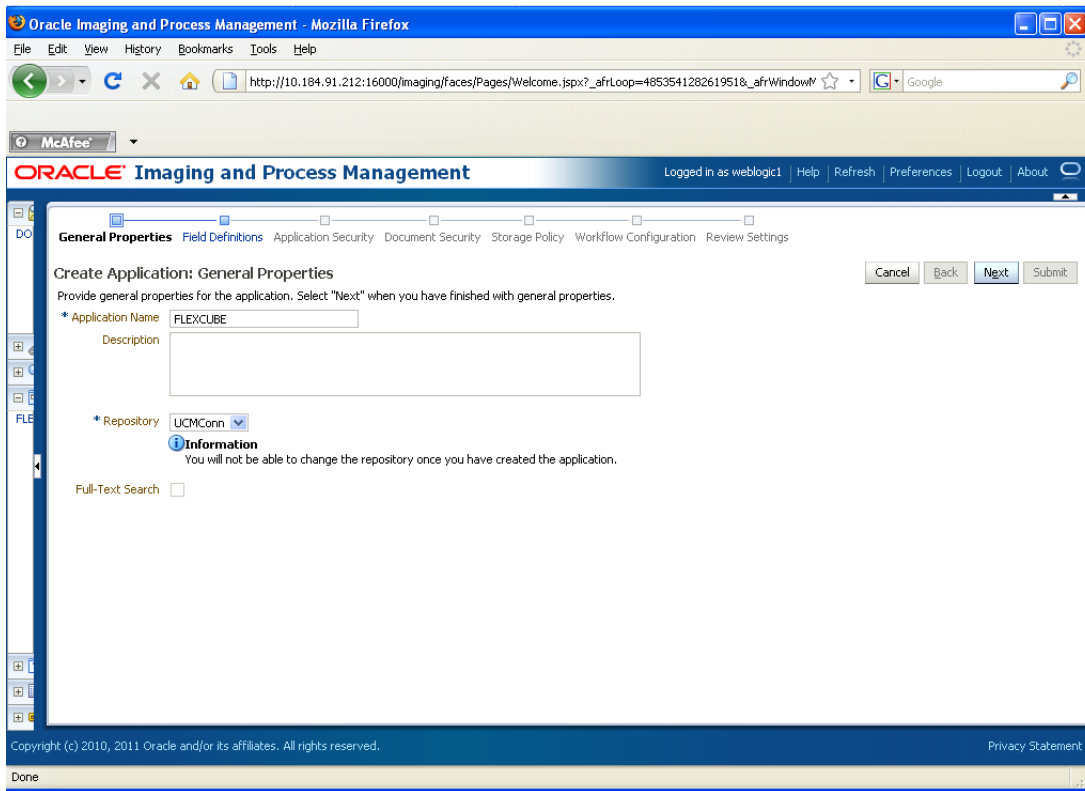 Oracle Imaging and Process Management - Mozilla Firefox
File Edit View History Bookmarks Tools Help
http://10.184.91.212:16000/imaging/faces/Pages/Welcome.jspx?_afrLoop=4853541282619518&_afrWindowM
G Google
McAfee
ORACLE Imaging and Process Management
Logged in as weblogic1 | Help | Refresh | Preferences | Logout | About
DO
General Properties Field Definitions Application Security Document Security Storage Policy Workflow Configuration Review Settings
Create Application: General Properties
Cancel Back Next Submit
Provide general properties for the application. Select "Next" when you have finished with general properties.
* Application Name FLEXCUBE
Description
FLE
* Repository UCMConn
Information
You will not be able to change the repository once you have created the application.
Full-Text Search
Copyright (c) 2010, 2011 Oracle and/or its affiliates. All rights reserved.
Privacy Statement
Done